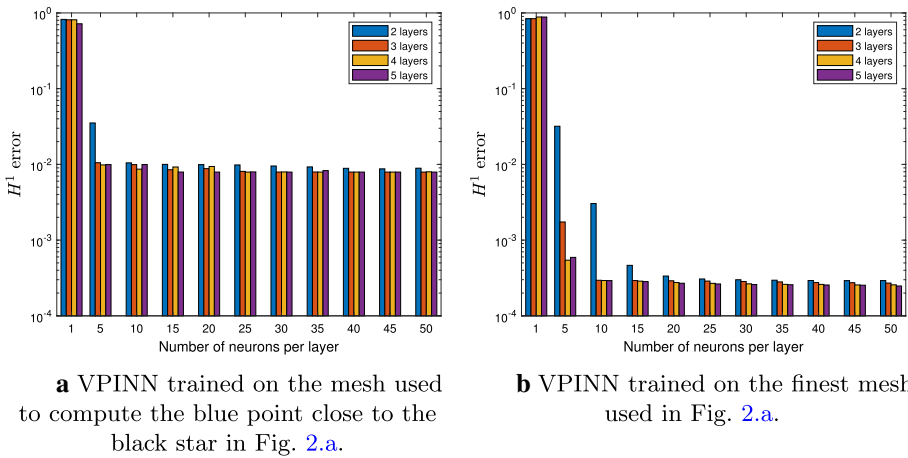 10^0
10^-1
10^-2
10^-3
10^-4
H^1 error
2 layers
3 layers
4 layers
5 layers
1 5 10 15 20 25 30 35 40 45 50
Number of neurons per layer
a VPINN trained on the mesh used
to compute the blue point close to the
black star in Fig. 2.a.
10^0
10^-1
10^-2
10^-3
10^-4
H^1 error
2 layers
3 layers
4 layers
5 layers
1 5 10 15 20 25 30 35 40 45 50
Number of neurons per layer
b VPINN trained on the finest mesh
used in Fig. 2.a.